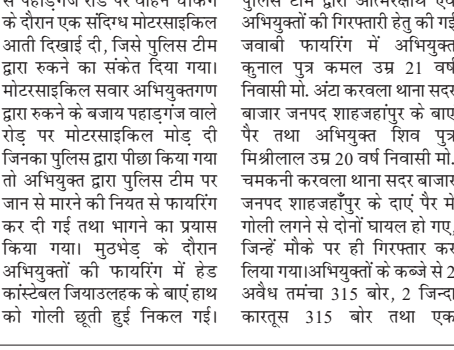 से पहाड़गंज रोड पर वाहन चेकिंग
के दौरान एक संदिग्ध मोटरसाइकिल
आती दिखाई दी, जिसे पुलिस टीम
द्वारा रुकने का संकेत दिया गया।
मोटरसाइकिल सवार अभियुक्तगण
द्वारा रुकने के बजाय पहाड़गंज वाले
रोड़ पर मोटरसाइकिल मोड़ दी
जिनका पुलिस द्वारा पीछा किया गया
तो अभियुक्त द्वारा पुलिस टीम पर
जान से मारने की नियत से फायरिंग
कर दी गई तथा भागने का प्रयास
किया गया। मुठभेड़ के दौरान
अभियुक्तों की फायरिंग में हेड
कांस्टेबल जियाउलहक के बाएं हाथ
को गोली छूती हुई निकल गई।
पुलिस टीम द्वारा आत्मरक्षार्थ एवं
अभियुक्तों की गिरफ्तारी हेतु की गई
जवाबी फायरिंग में अभियुक्त
कुनाल पुत्र कमल उम्र 21 वर्ष
निवासी मो. अंटा करवला थाना सदर
बाजार जनपद शाहजहांपुर के बाए
पैर तथा अभियुक्त शिव पुत्र
मिश्रीलाल उम्र 20 वर्ष निवासी मो.
चमकनी करवला थाना सदर बाजार
जनपद शाहजहाँपुर के दाएं पैर मे
गोली लगने से दोनों घायल हो गए,
जिन्हें मौके पर ही गिरफ्तार कर
लिया गया।अभियुक्तों के कब्जे से 2
अवैध तमंचा 315 बोर, 2 जिन्दा
कारतूस 315 बोर तथा एक